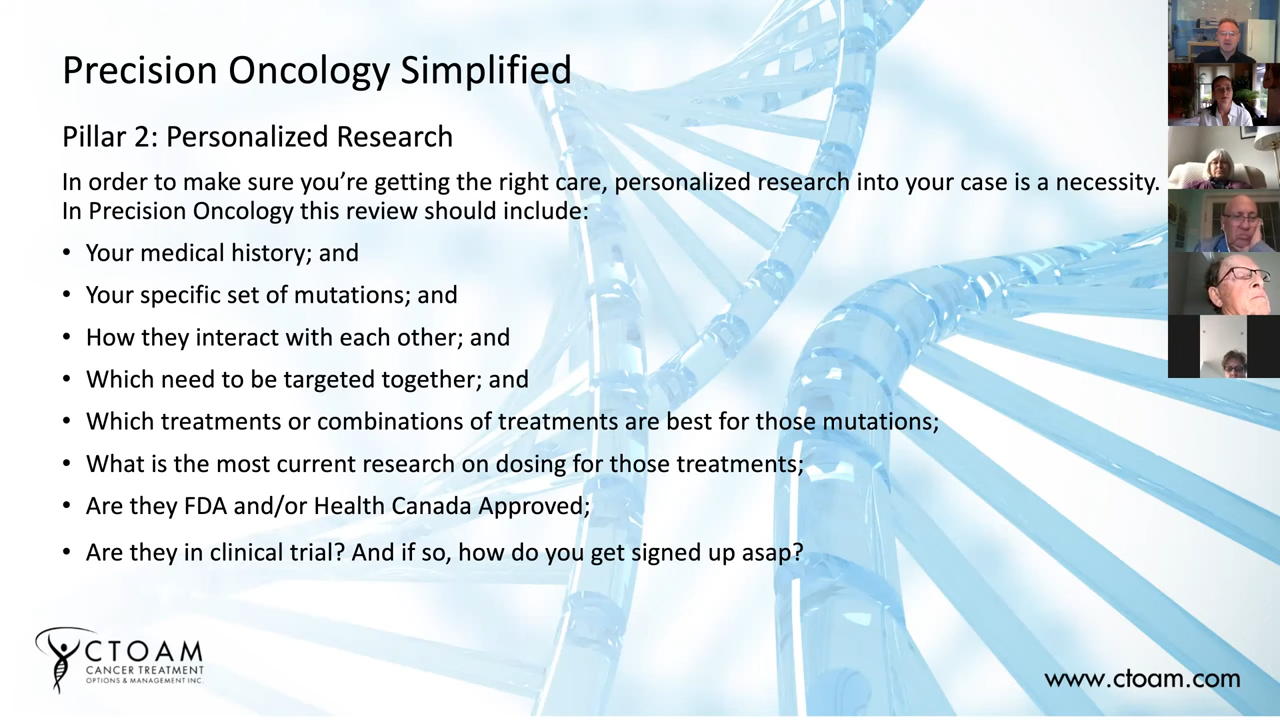 Precision Oncology Simplified
Pillar 2: Personalized Research
In order to make sure you’re getting the right care, personalized research into your case is a necessity.
In Precision Oncology this review should include:
• Your medical history; and
• Your specific set of mutations; and
• How they interact with each other; and
• Which need to be targeted together; and
• Which treatments or combinations of treatments are best for those mutations;
• What is the most current research on dosing for those treatments;
• Are they FDA and/or Health Canada Approved;
• Are they in clinical trial? And if so, how do you get signed up asap?
CTOAM
CANCER TREATMENT
OPTIONS & MANAGEMENT INC.
www.ctoam.com